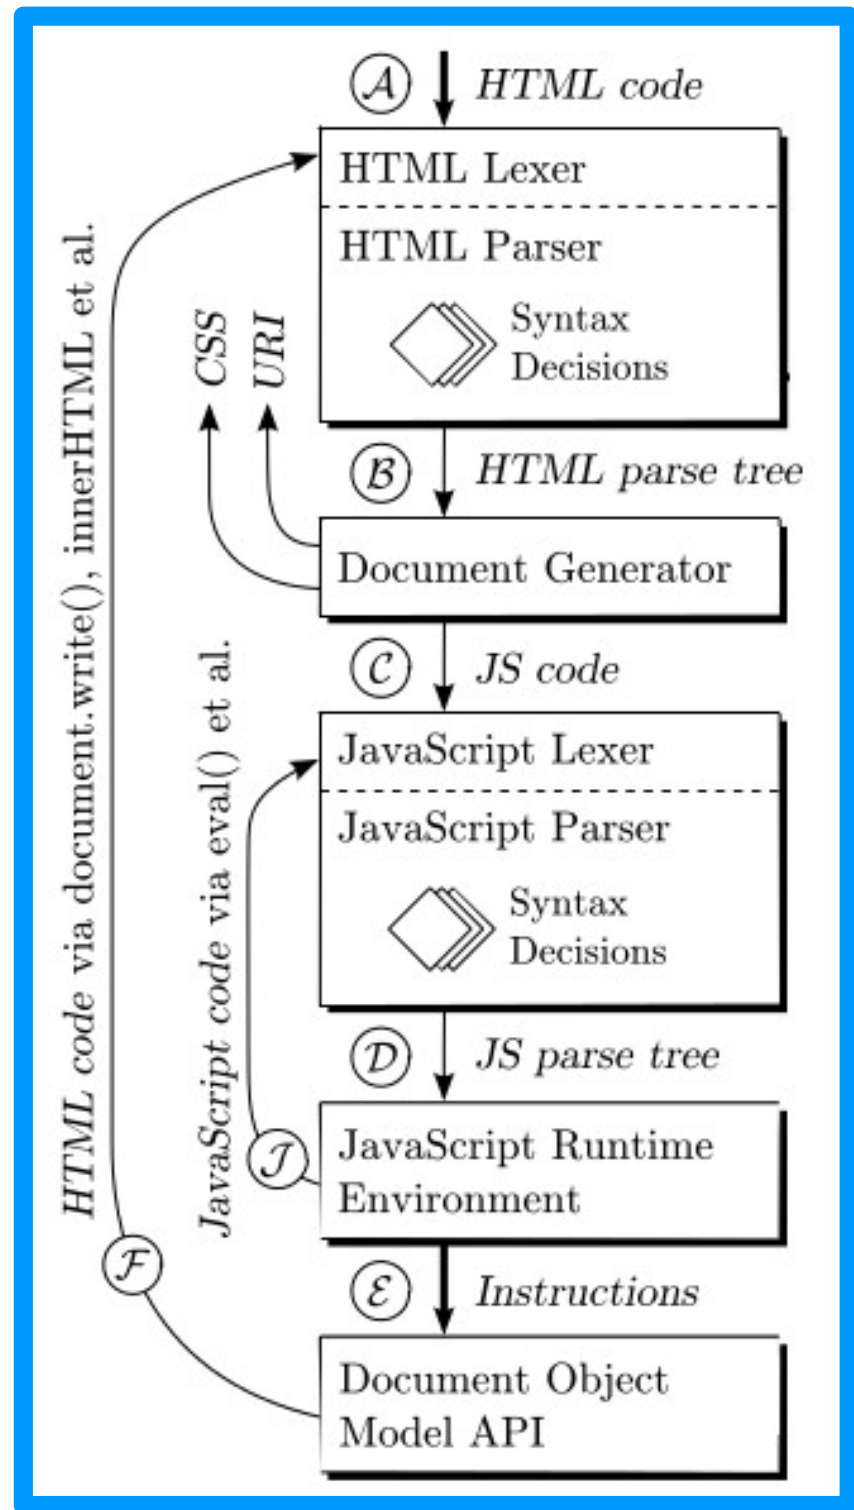 A HTML code
HTML Lexer
HTML Parser
Syntax
Decisions
CSS
URI
B HTML parse tree
Document Generator
C JS code
JavaScript Lexer
JavaScript Parser
Syntax
Decisions
D JS parse tree
JavaScript Runtime
Environment
J
JavaScript code via eval() et al.
E Instructions
Document Object
Model API
F
HTML code via document.write(), innerHTML et al.